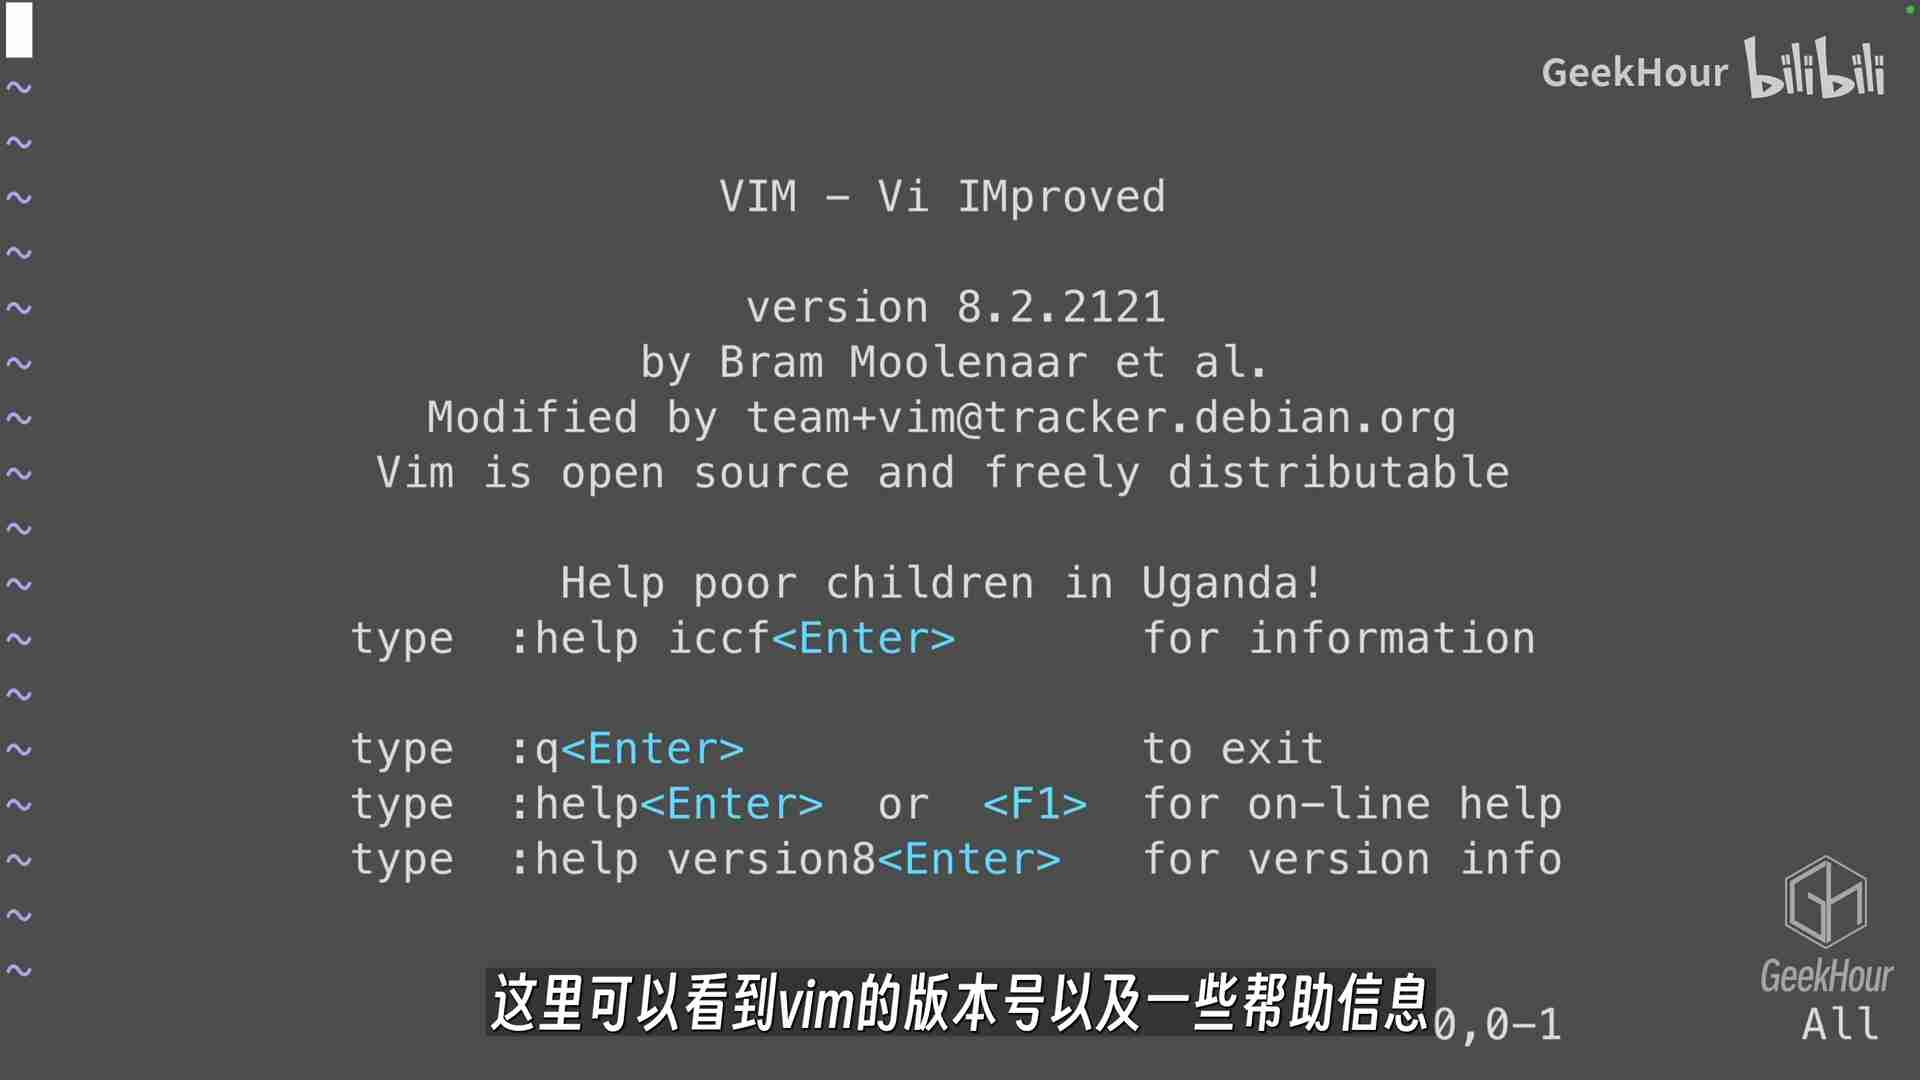 GeekHour bilibili
~
~
~ VIM - Vi IMproved
~
~ version 8.2.2121
~ by Bram Moolenaar et al.
~ Modified by team+vim@tracker.debian.org
~ Vim is open source and freely distributable
~
~ Help poor children in Uganda!
~ type :help iccf<Enter> for information
~
~ type :q<Enter> to exit
~ type :help<Enter> or <F1> for on-line help
~ type :help version8<Enter> for version info
~
~
GeekHour
这里可以看到vim的版本号以及一些帮助信息
0,0-1 All